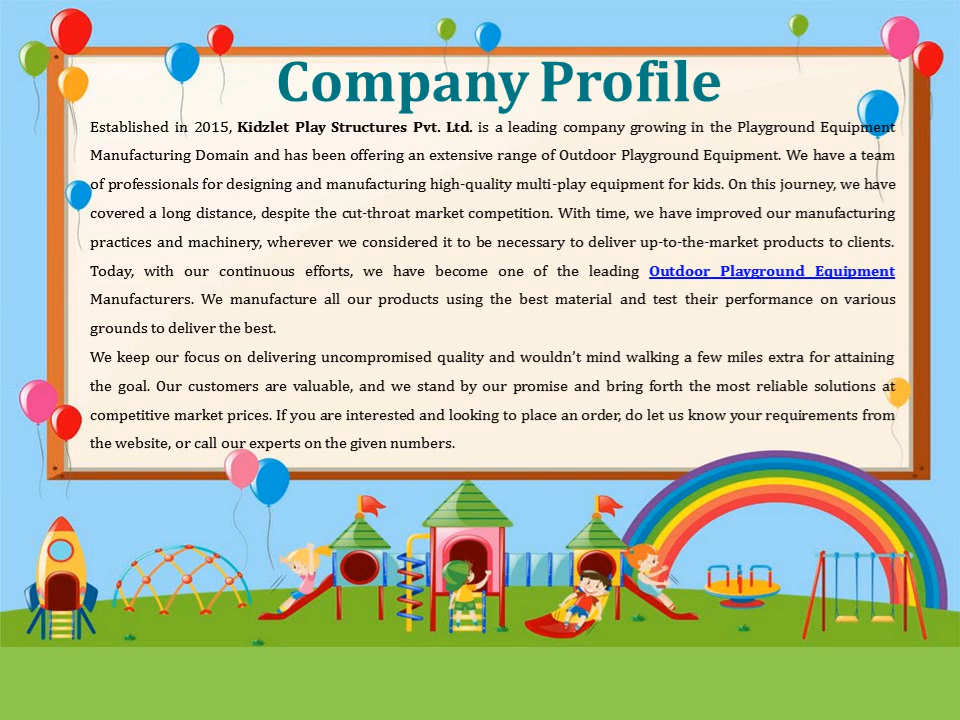 Company Profile
Established in 2015, Kidzlet Play Structures Pvt. Ltd. is a leading company growing in the Playground Equipment
Manufacturing Domain and has been offering an extensive range of Outdoor Playground Equipment. We have a team
of professionals for designing and manufacturing high-quality multi-play equipment for kids. On this journey, we have
covered a long distance, despite the cut-throat market competition. With time, we have improved our manufacturing
practices and machinery, wherever we considered it to be necessary to deliver up-to-the-market products to clients.
Today, with our continuous efforts, we have become one of the leading Outdoor Playground Equipment
Manufacturers. We manufacture all our products using the best material and test their performance on various
grounds to deliver the best.
We keep our focus on delivering uncompromised quality and wouldn’t mind walking a few miles extra for attaining
the goal. Our customers are valuable, and we stand by our promise and bring forth the most reliable solutions at
competitive market prices. If you are interested and looking to place an order, do let us know your requirements from
the website, or call our experts on the given numbers.